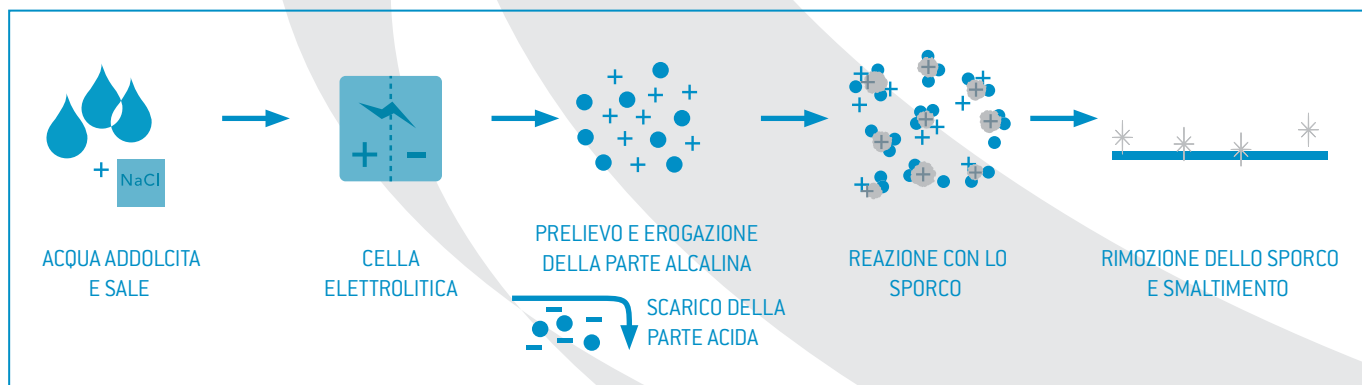 NaCl
ACQUA ADDOLCITA
E SALE
CELLA
ELETTROLITICA
PRELIEVO E EROGAZIONE
DELLA PARTE ALCALINA
SCARICO DELLA
PARTE ACIDA
REAZIONE CON LO
SPORCO
RIMOZIONE DELLO SPORCO
E SMALTIMENTO